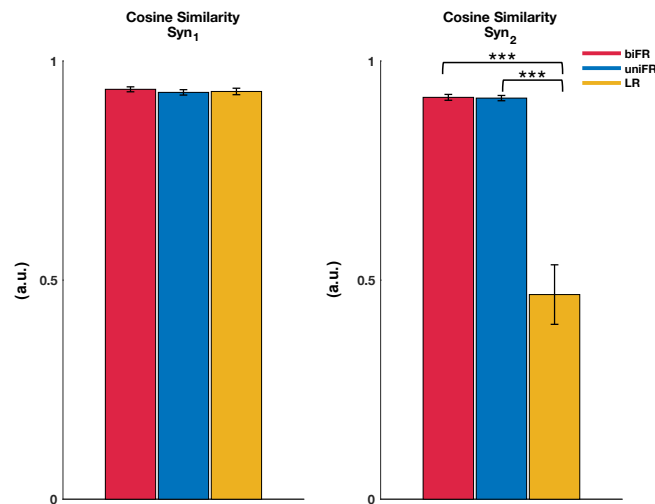 Cosine Similarity
Syn1
1
0.5
0
(a.u.)
Cosine Similarity
Syn2
1
0.5
0
(a.u.)
***
***
biFR
uniFR
LR